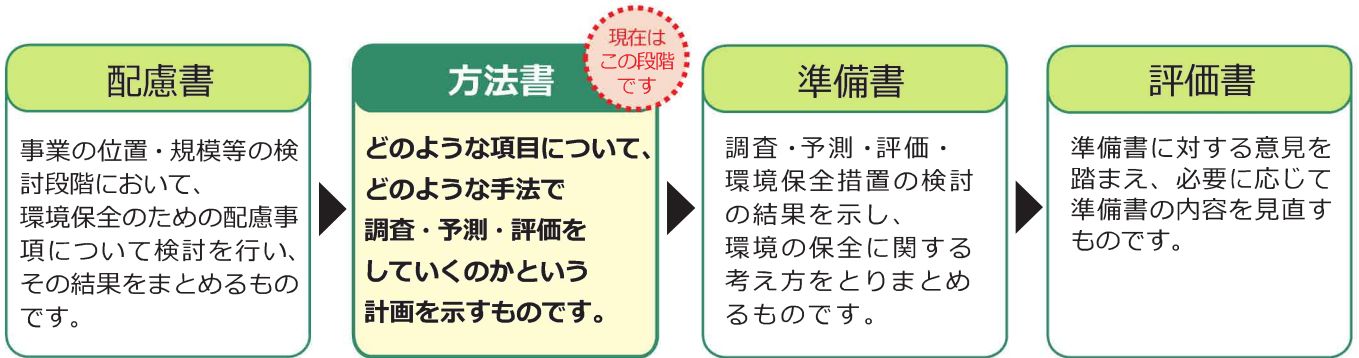 配慮書
事業の位置・規模等の検
討段階において、
環境保全のための配慮事
項について検討を行い、
その結果をまとめるもの
です。
方法書
現在は
この段階
です
どのような項目について、
どのような手法で
調査・予測・評価を
していくのかという
計画を示すものです。
準備書
調査・予測・評価・
環境保全措置の検討
の結果を示し、
環境の保全に関する
考え方をとりまとめ
るものです。
評価書
準備書に対する意見を
踏まえ、必要に応じて
準備書の内容を見直す
ものです。